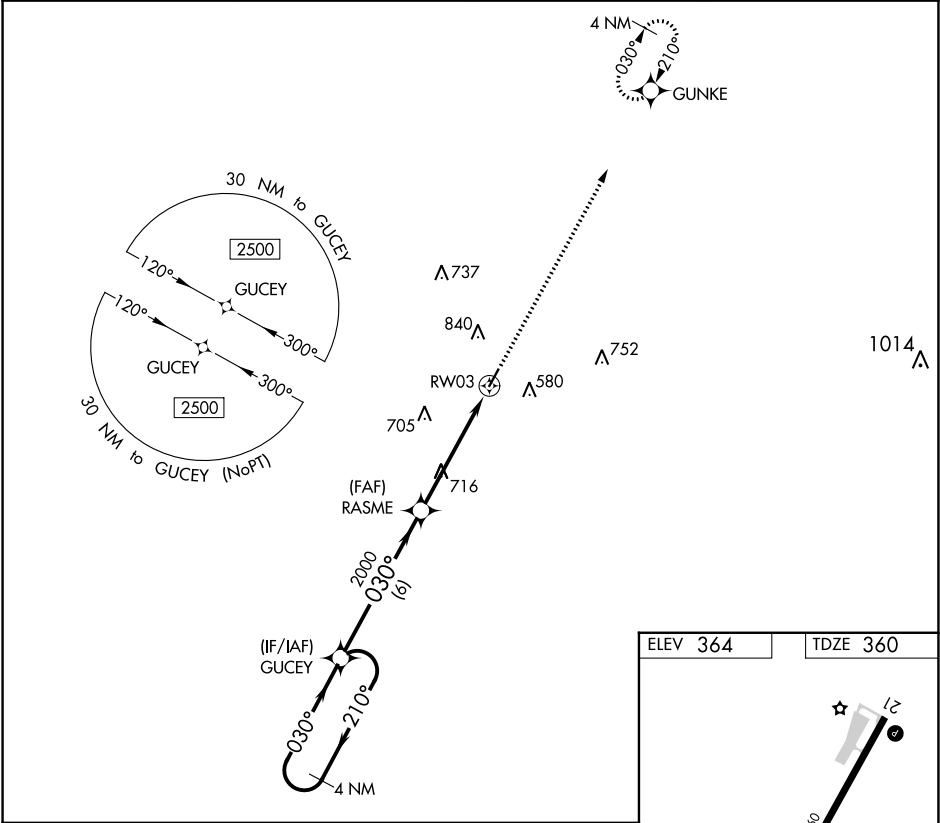 4 NM
030°
210°
GUNKE
30 NM to GUCEY
2500
120°
GUCEY
300°
120°
GUCEY
300°
2500
30 NM to GUCEY (NoPT)
737
840
752
1014
RW03
580
705
716
(FAF)
RASME
2000
030°
(6)
(IF/IAF)
GUCEY
030°
210°
4 NM
ELEV 364
TDZE 360
21
P